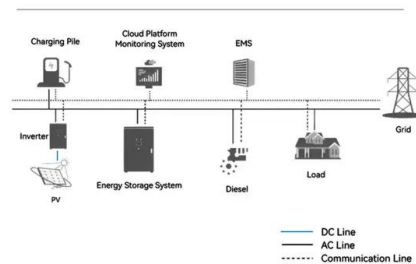 Charging Pile
Cloud Platform
Monitoring System
EMS
Grid
Inverter
PV
Energy Storage System
Diesel
Load
DC Line
AC Line
Communication Line